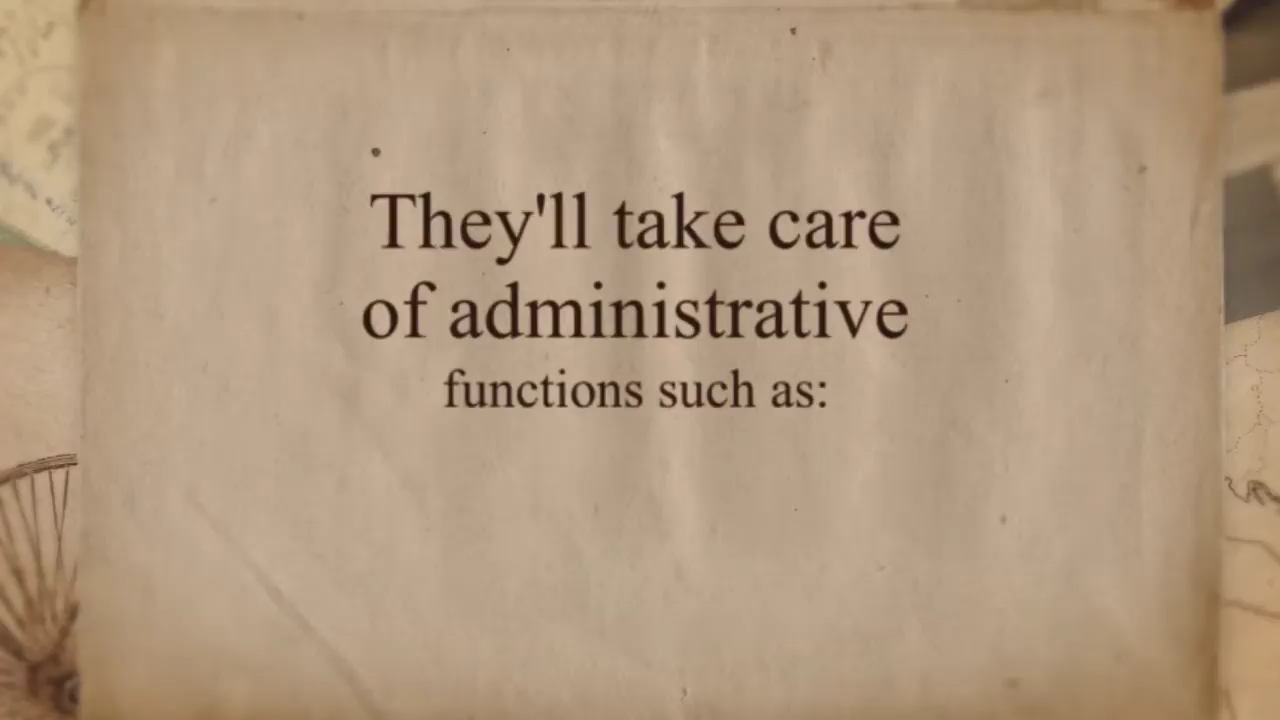 They'll take care
of administrative
functions such as: